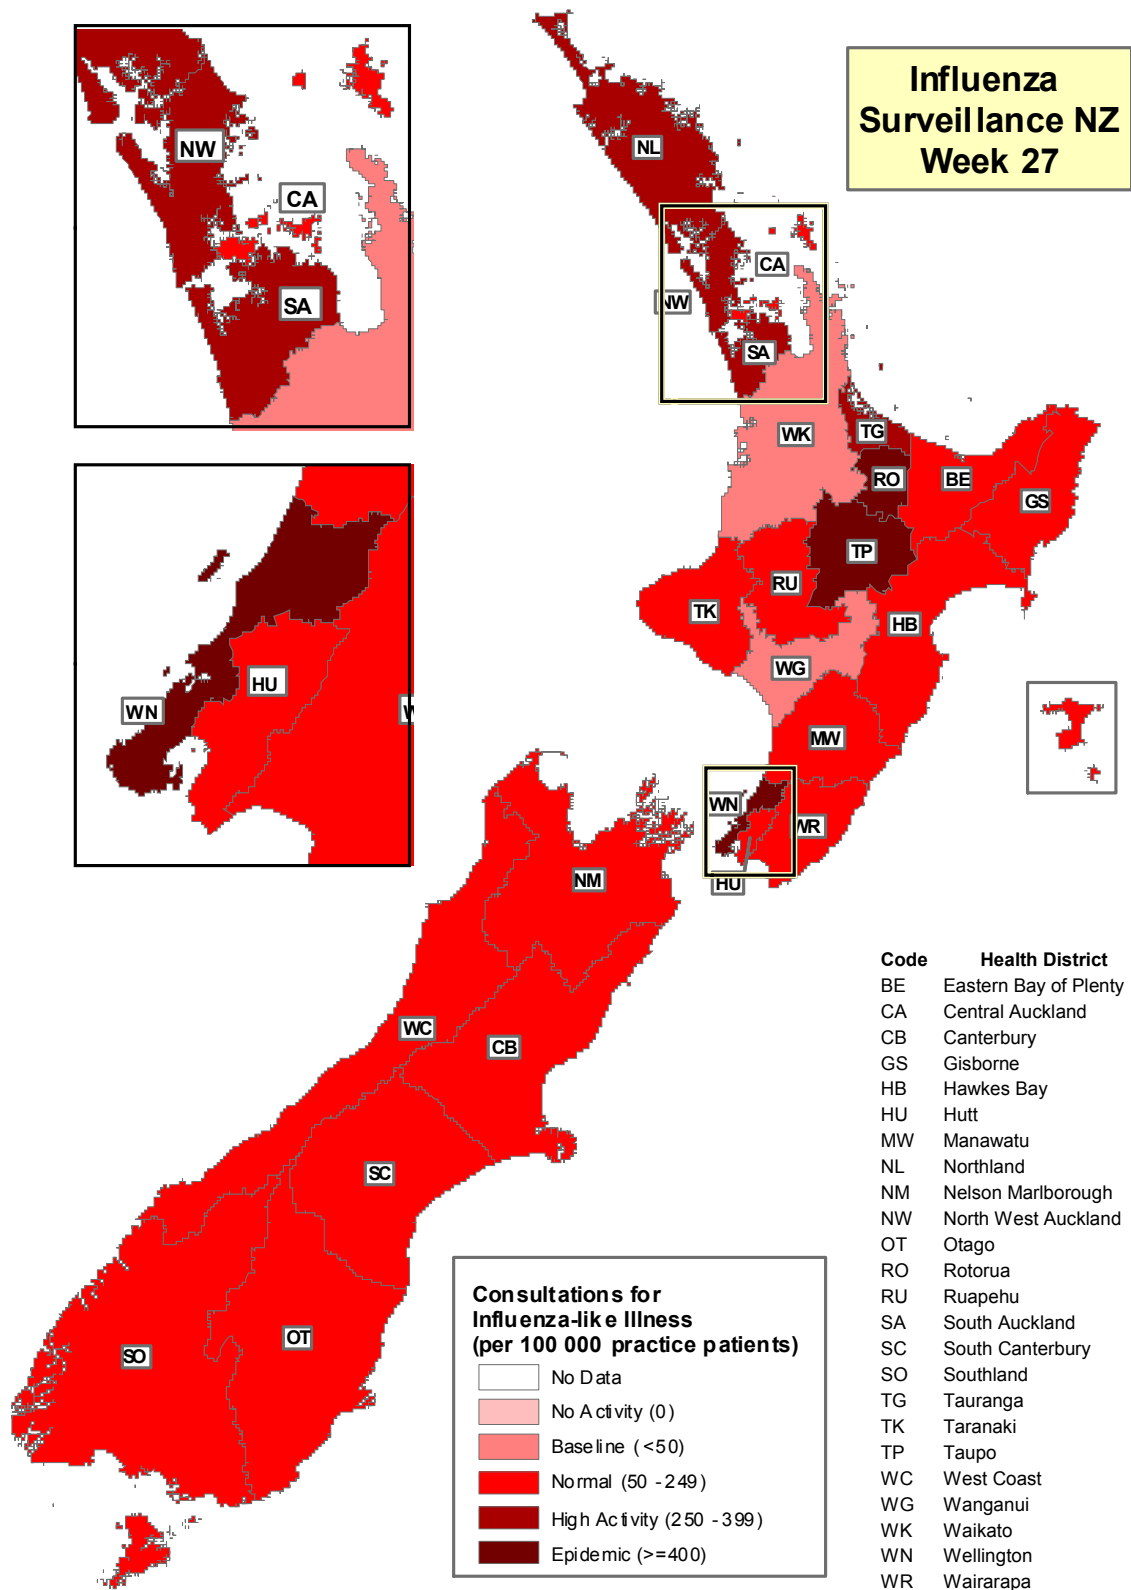 Influenza
Surveillance NZ
Week 27
NW
CA
SA
HU
WN
W
NL
CA
NW
SA
WK
TG
RO
BE
GS
TP
RU
TK
HB
WG
MW
WN
WR
HU
NM
WC
CB
SC
OT
SO
Code Health District
BE Eastern Bay of Plenty
CA Central Auckland
CB Canterbury
GS Gisborne
HB Hawkes Bay
HU Hutt
MW Manawatu
NL Northland
NM Nelson Marlborough
NW North West Auckland
OT Otago
RO Rotorua
RU Ruapehu
SA South Auckland
SC South Canterbury
SO Southland
TG Tauranga
TK Taranaki
TP Taupo
WC West Coast
WG Wanganui
WK Waikato
WN Wellington
WR Wairarapa
Consultations for
Influenza-like Illness
(per 100 000 practice patients)
No Data
No Activity (0)
Baseline (<50)
Normal (50 - 249)
High Activity (250 - 399)
Epidemic (>=400)